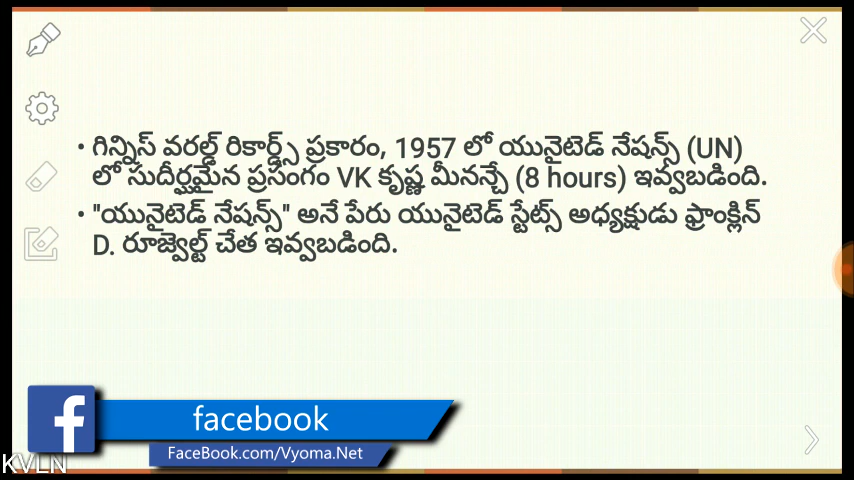 • గిన్నిస్ వరల్డ్ రికార్డ్స్ ప్రకారం, 1957 లో యునైటెడ్ నేషన్స్ (UN)
లో సుదీర్ఘమైన ప్రసంగం VK కృష్ణ మీనన్చే (8 hours) ఇవ్వబడింది.
• "యునైటెడ్ నేషన్స్" అనే పేరు యునైటెడ్ స్టేట్స్ అధ్యక్షుడు ఫ్రాంక్లిన్
D. రూజ్వెల్ట్ చేత ఇవ్వబడింది.
f facebook
FaceBook.com/Vyoma.Net
KVLN